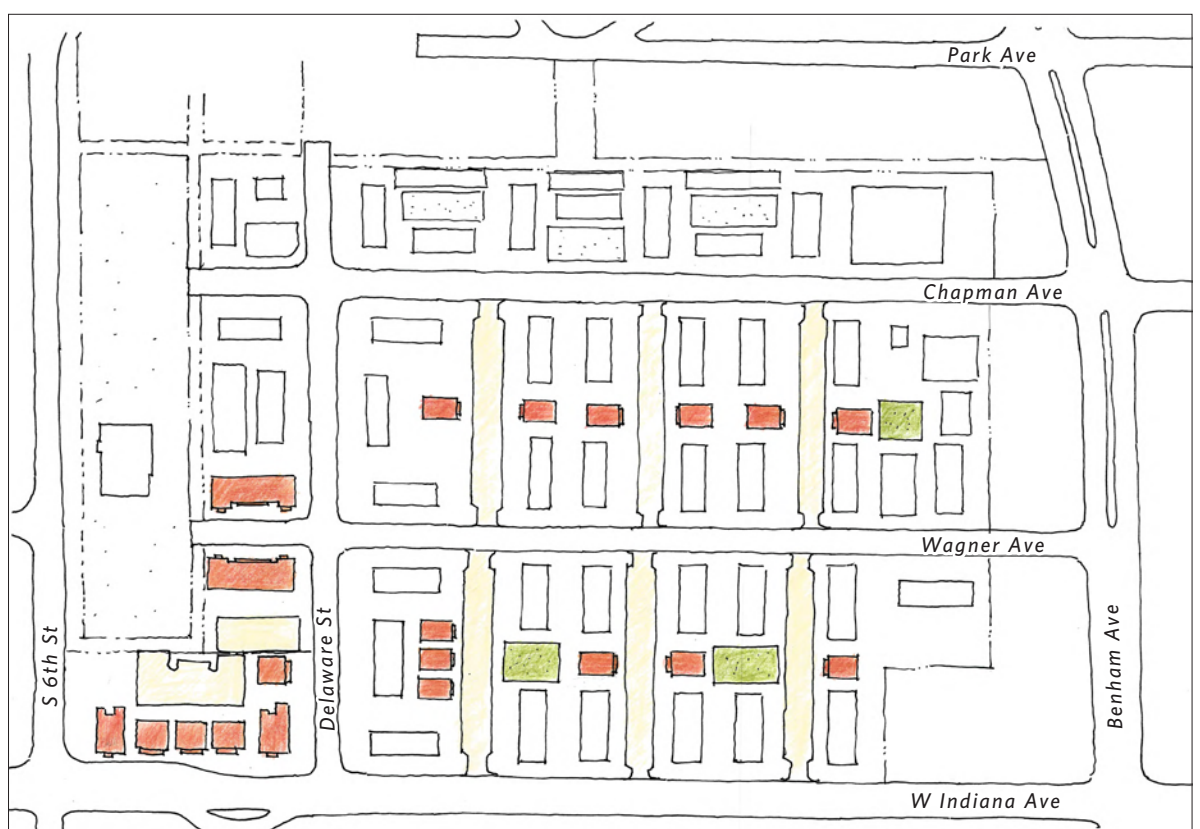 Park Ave
Chapman Ave
Wagner Ave
S 6th St
Delaware St
Benham Ave
W Indiana Ave